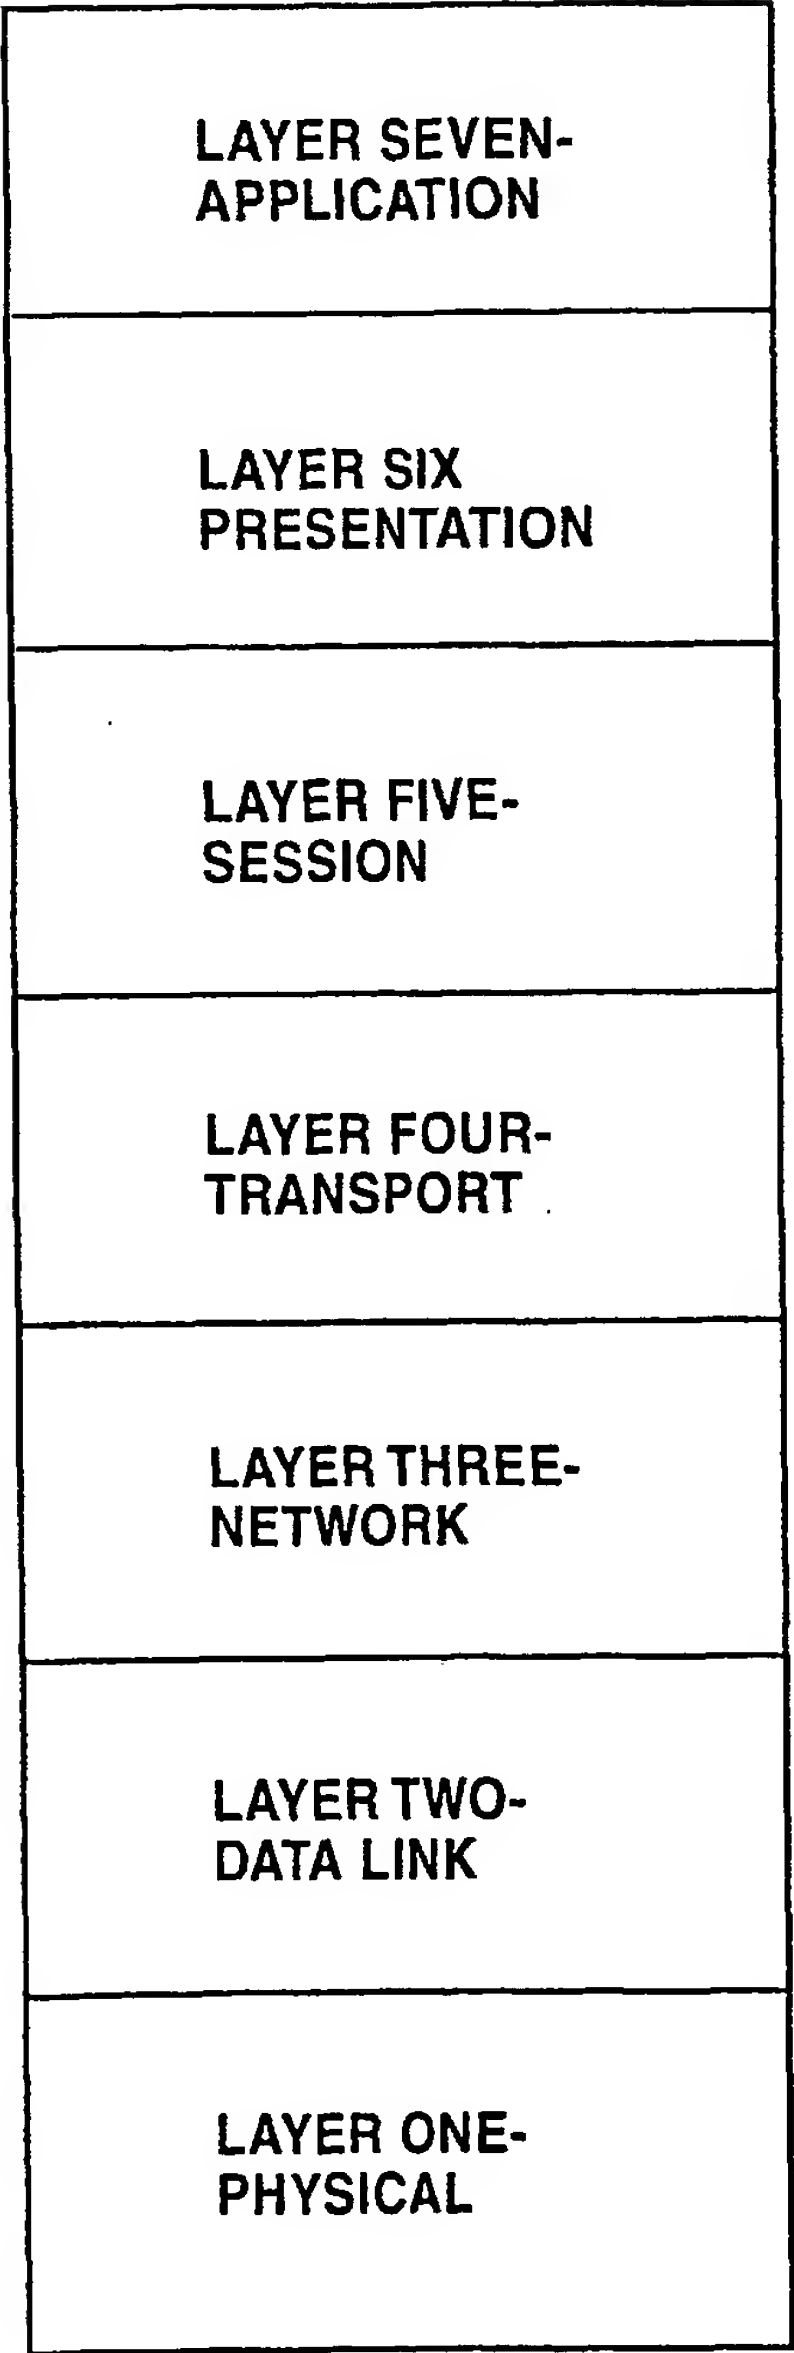 LAYER SEVEN-
APPLICATION
LAYER SIX
PRESENTATION
LAYER FIVE-
SESSION
LAYER FOUR-
TRANSPORT
LAYER THREE-
NETWORK
LAYER TWO-
DATA LINK
LAYER ONE-
PHYSICAL